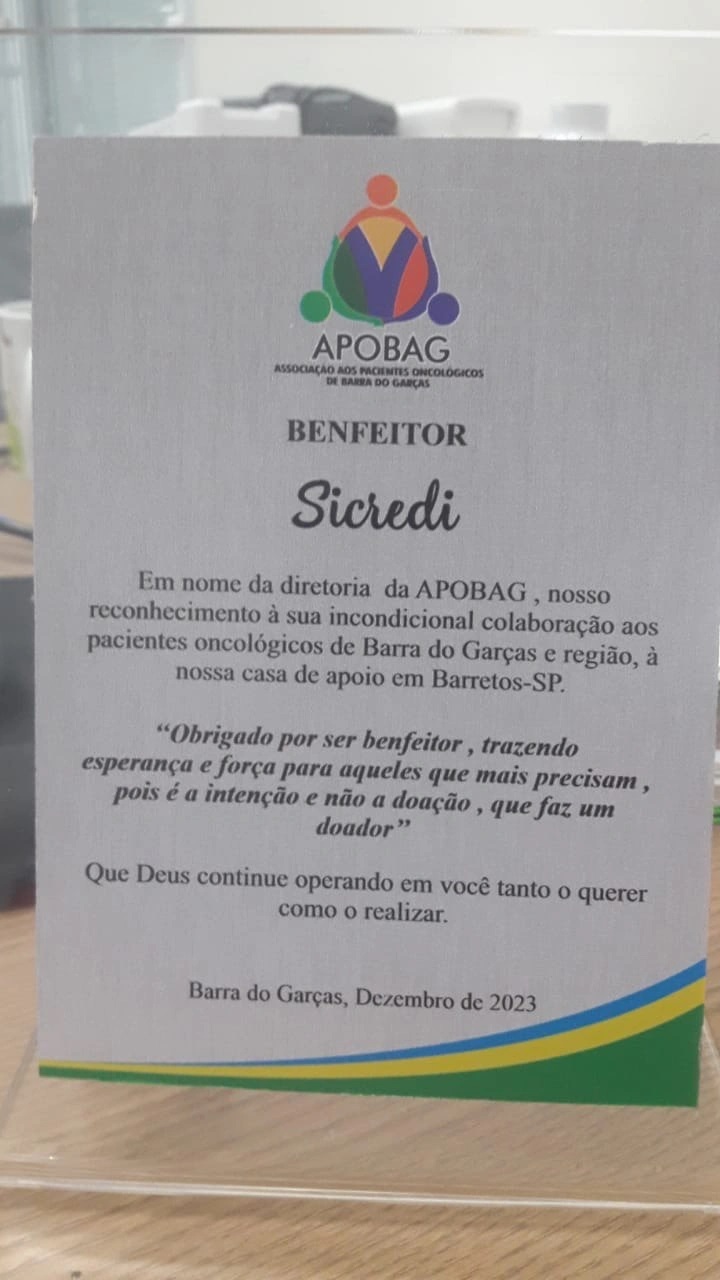 APOBAG
ASSOCIAÇÃO AOS PACIENTES ONCOLÓGICOS
DE BARRA DO GARÇAS
BENFEITOR
Sicredi
Em nome da diretoria da APOBAG , nosso
reconhecimento à sua incondicional colaboração aos
pacientes oncológicos de Barra do Garças e região, à
nossa casa de apoio em Barretos-SP.
“Obrigado por ser benfeitor , trazendo
esperança e força para aqueles que mais precisam ,
pois é a intenção e não a doação , que faz um
doador”
Que Deus continue operando em você tanto o querer
como o realizar.
Barra do Garças, Dezembro de 2023